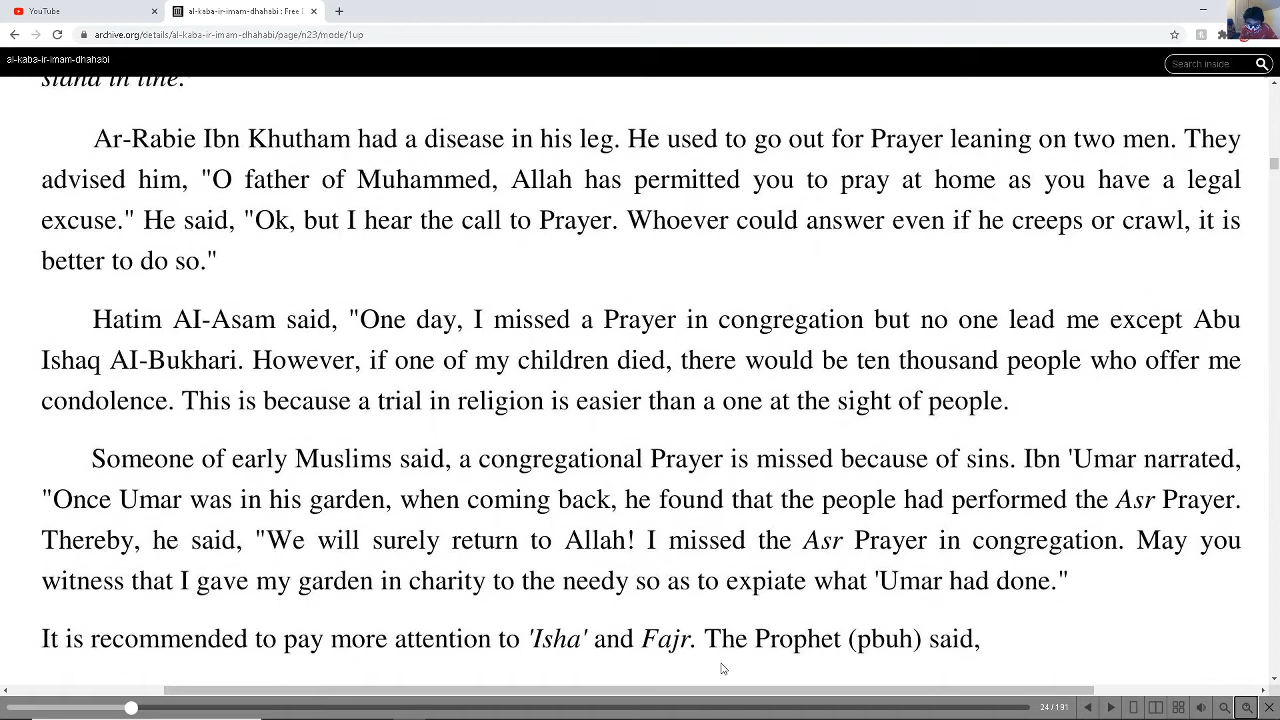 YouTube
al-kaba-ir-imam-dhahabi : Free
archive.org/details/al-kaba-ir-imam-dhahabi/page/n23/mode/1up
al-kaba-ir-imam-dhahabi
Search inside
stand in line."
Ar-Rabie Ibn Khutham had a disease in his leg. He used to go out for Prayer leaning on two men. They
advised him, "O father of Muhammed, Allah has permitted you to pray at home as you have a legal
excuse." He said, "Ok, but I hear the call to Prayer. Whoever could answer even if he creeps or crawl, it is
better to do so."
Hatim AI-Asam said, "One day, I missed a Prayer in congregation but no one lead me except Abu
Ishaq AI-Bukhari. However, if one of my children died, there would be ten thousand people who offer me
condolence. This is because a trial in religion is easier than a one at the sight of people.
Someone of early Muslims said, a congregational Prayer is missed because of sins. Ibn 'Umar narrated,
"Once Umar was in his garden, when coming back, he found that the people had performed the Asr Prayer.
Thereby, he said, "We will surely return to Allah! I missed the Asr Prayer in congregation. May you
witness that I gave my garden in charity to the needy so as to expiate what 'Umar had done."
It is recommended to pay more attention to 'Isha' and Fajr. The Prophet (pbuh) said,
24 / 191